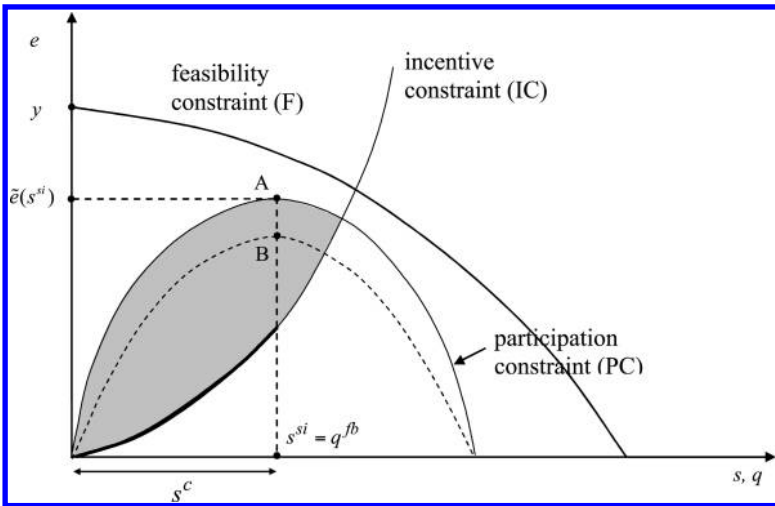 e
feasibility
constraint (F)
incentive
constraint (IC)
y
A
ẽ(s^{si})
B
participation
constraint (PC)
s^{si} = q^{fb}
s^c
s, q